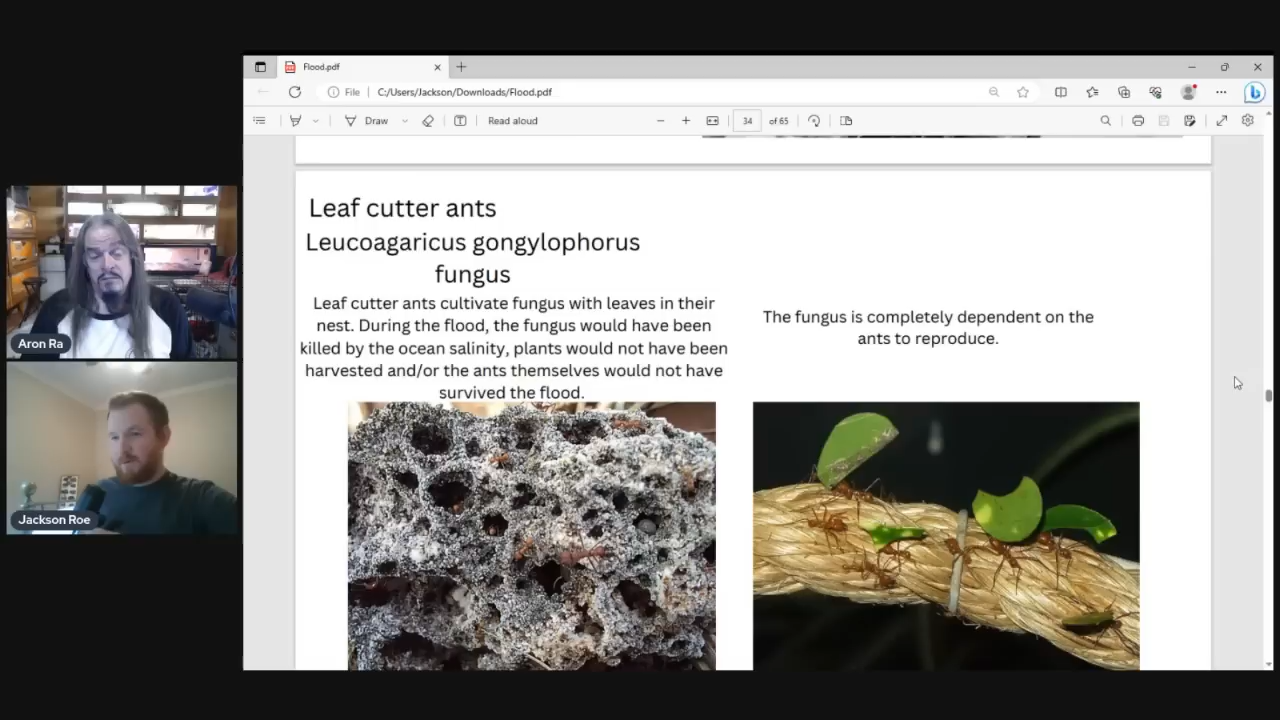 Flood.pdf
File
C:/Users/Jackson/Downloads/Flood.pdf
Draw
Read aloud
34
of 65
Leaf cutter ants
Leucoagaricus gongylophorus
fungus
Leaf cutter ants cultivate fungus with leaves in their
nest. During the flood, the fungus would have been
killed by the ocean salinity, plants would not have been
harvested and/or the ants themselves would not have
survived the flood.
The fungus is completely dependent on the
ants to reproduce.
Aron Ra
Jackson Roe